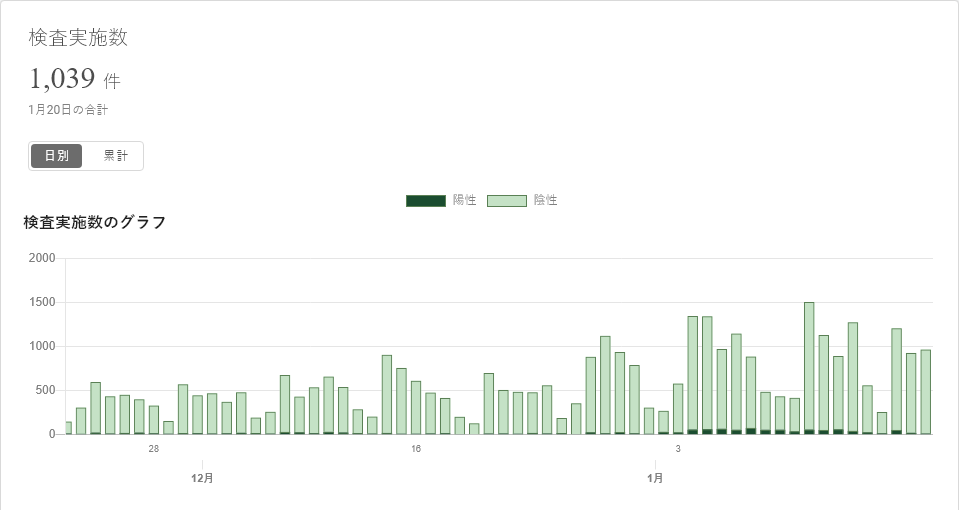 検査実施数
1,039 件
1月20日の合計
日別 累計
陽性 陰性
検査実施数のグラフ
2000
1500
1000
500
0
28 16 3
12月 1月